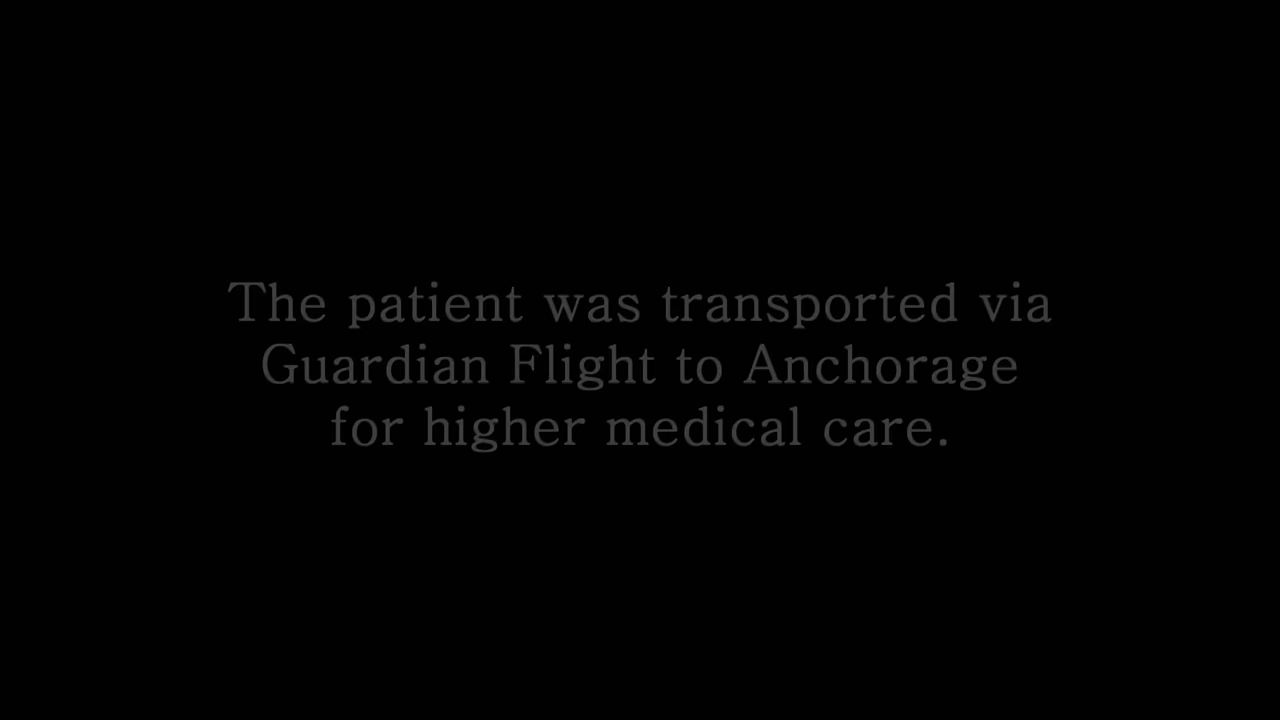 The patient was transported via
Guardian Flight to Anchorage
for higher medical care.